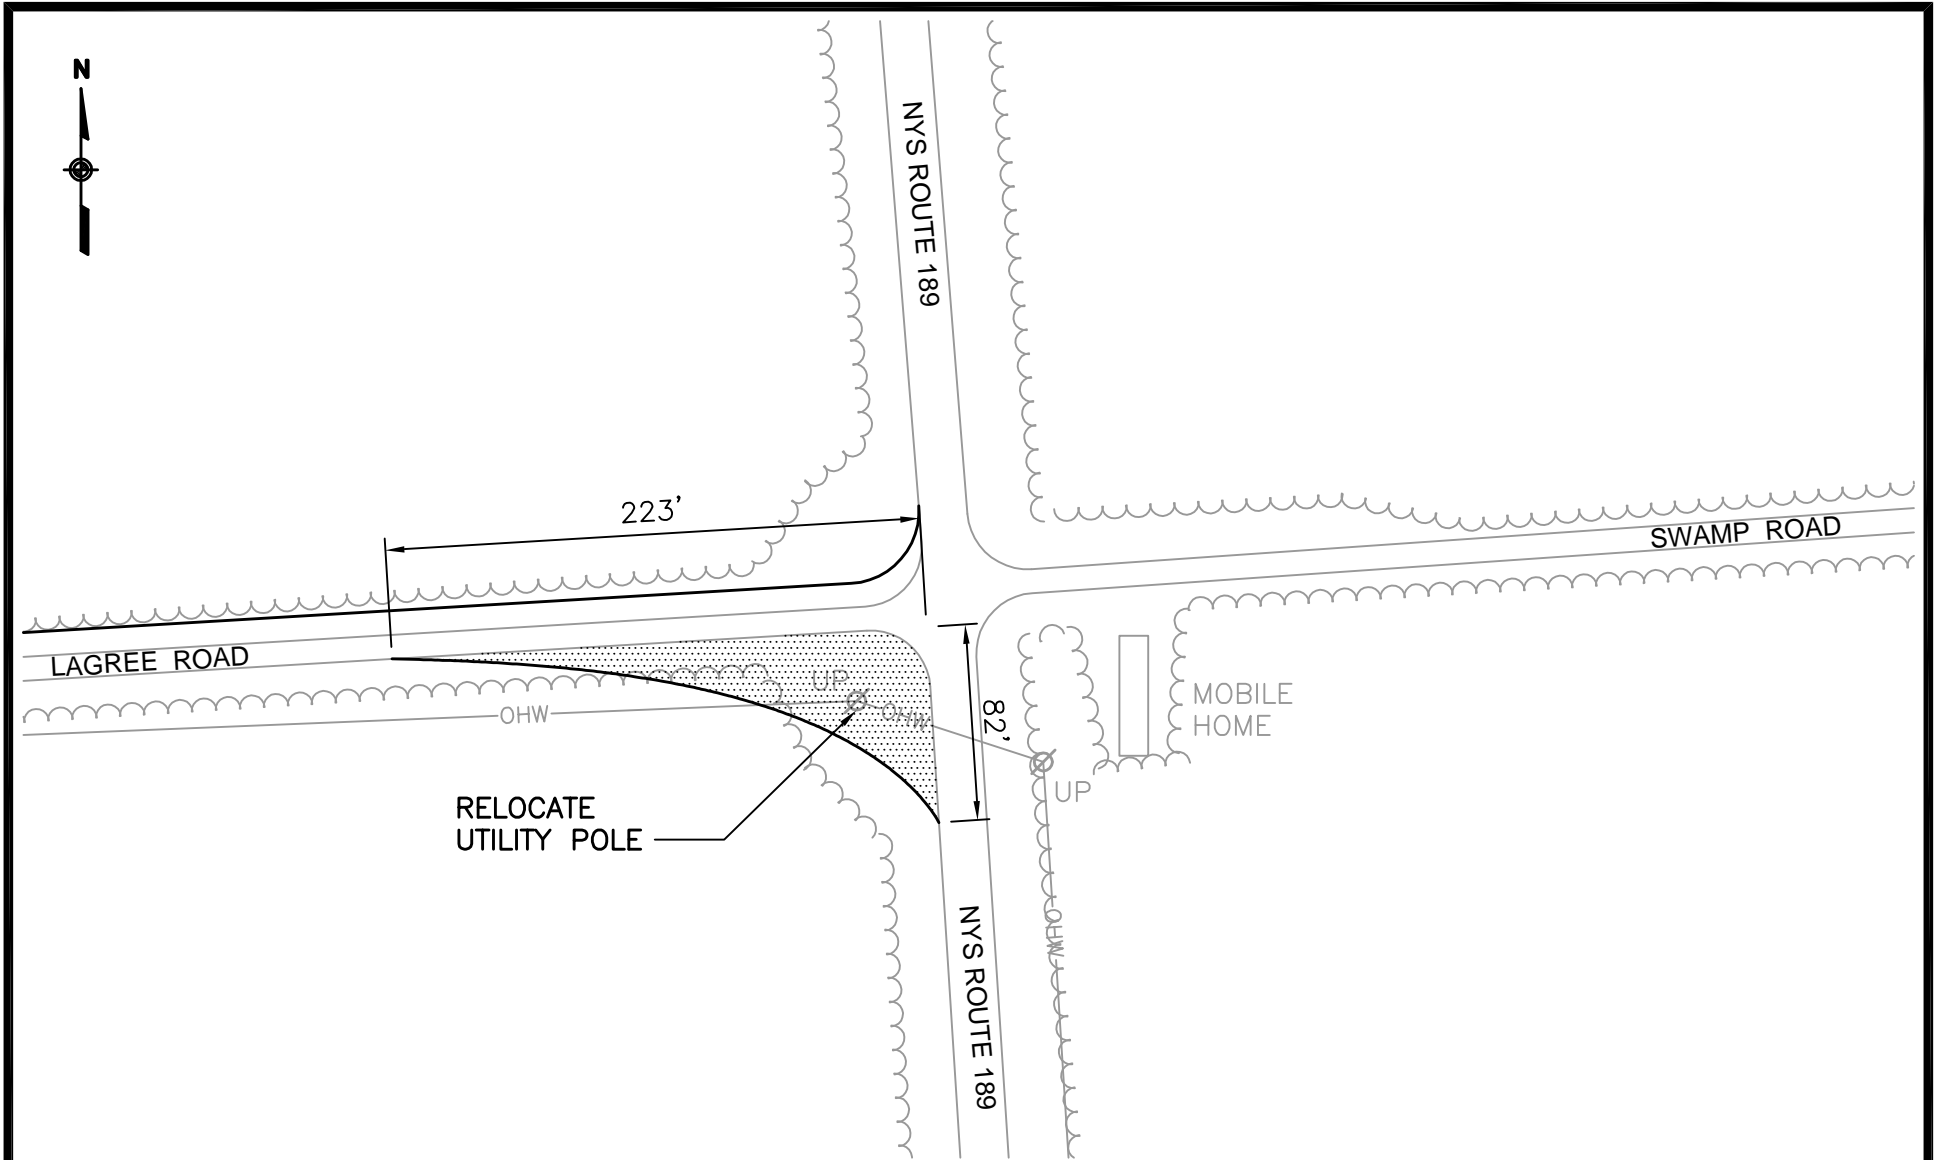 N
NYS ROUTE 189
223'
SWAMP ROAD
LAGREE ROAD
UP
OHW
OHW
82'
MOBILE
HOME
UP
RELOCATE
UTILITY POLE
OHW
NYS ROUTE 189